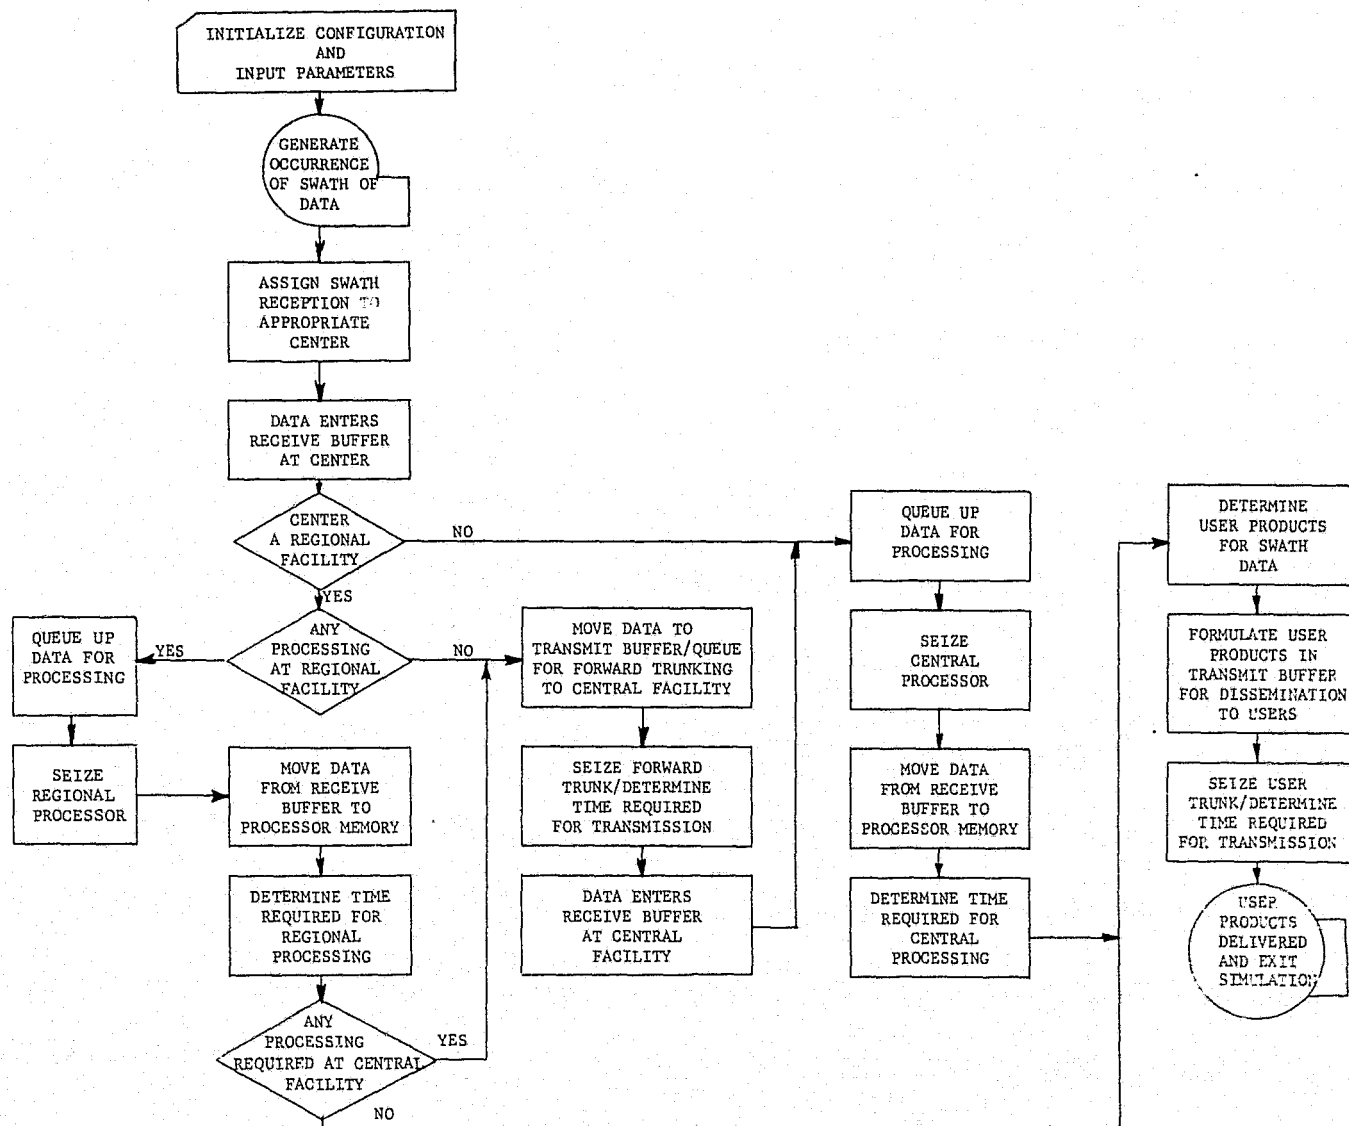 INITIALIZE CONFIGURATION
AND
INPUT PARAMETERS
GENERATE
OCCURRENCE
OF SWATH OF
DATA
ASSIGN SWATH
RECEPTION TO
APPROPRIATE
CENTER
DATA ENTERS
RECEIVE BUFFER
AT CENTER
CENTER
A REGIONAL
FACILITY
NO
YES
ANY
PROCESSING
AT REGIONAL
FACILITY
YES
NO
QUEUE UP
DATA FOR
PROCESSING
SEIZE
REGIONAL
PROCESSOR
MOVE DATA
FROM RECEIVE
BUFFER TO
PROCESSOR MEMORY
DETERMINE TIME
REQUIRED FOR
REGIONAL
PROCESSING
ANY
PROCESSING
REQUIRED AT CENTRAL
FACILITY
YES
NO
MOVE DATA TO
TRANSMIT BUFFER/QUEUE
FOR FORWARD TRUNKING
TO CENTRAL FACILITY
SEIZE FORWARD
TRUNK/DETERMINE
TIME REQUIRED
FOR TRANSMISSION
DATA ENTERS
RECEIVE BUFFER
AT CENTRAL
FACILITY
QUEUE UP
DATA FOR
PROCESSING
SEIZE
CENTRAL
PROCESSOR
MOVE DATA
FROM RECEIVE
BUFFER TO
PROCESSOR MEMORY
DETERMINE TIME
REQUIRED FOR
CENTRAL
PROCESSING
DETERMINE
USER PRODUCTS
FOR SWATH
DATA
FORMULATE USER
PRODUCTS IN
TRANSMIT BUFFER
FOR DISSEMINATION
TO USERS
SEIZE USER
TRUNK/DETERMINE
TIME REQUIRED
FOR TRANSMISSION
USER
PRODUCTS
DELIVERED
AND EXIT
SIMULATION